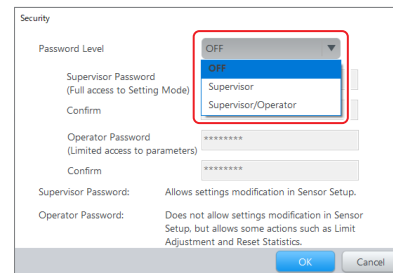 Security
Password Level
OFF
OFF
Supervisor
Supervisor/Operator
Supervisor Password
(Full access to Setting Mode)
Confirm
Operator Password
(Limited access to parameters)
********
Confirm
********
Supervisor Password: Allows settings modification in Sensor Setup.
Operator Password: Does not allow settings modification in Sensor
Setup, but allows some actions such as Limit
Adjustment and Reset Statistics.
OK
Cancel